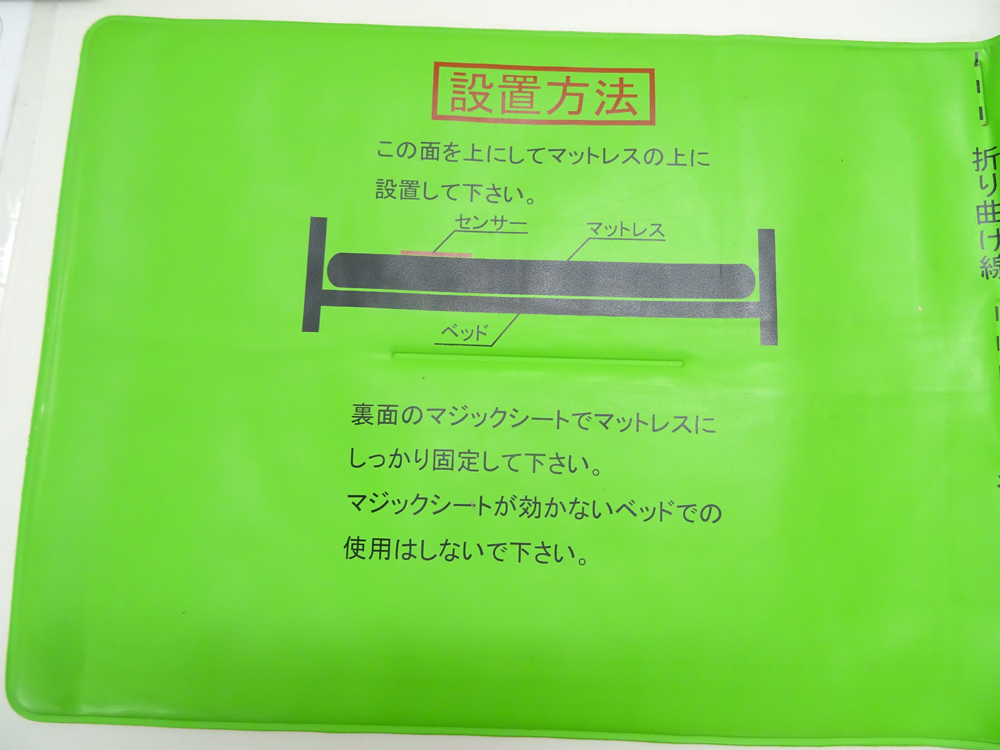 設置方法
この面を上にしてマットレスの上に
設置して下さい。
センサー
マットレス
ベッド
裏面のマジックシートでマットレスに
しっかり固定して下さい。
マジックシートが効かないベッドでの
使用はしないで下さい。
折り曲げ線